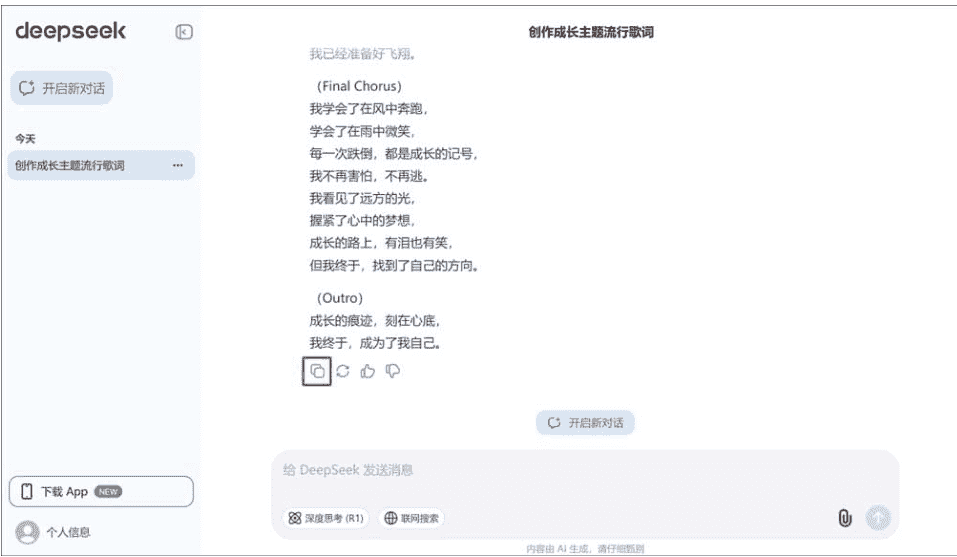 deepseek
开启新对话
今天
创作成长主题流行歌词
下载 App NEW
个人信息
创作成长主题流行歌词
我已经准备好飞翔。
（Final Chorus）
我学会了在风中奔跑，
学会了在雨中微笑，
每一次跌倒，都是成长的记号，
我不再害怕，不再逃。
我看见了远方的光，
握紧了心中的梦想，
成长的路上，有泪也有笑，
但我终于，找到了自己的方向。
（Outro）
成长的痕迹，刻在心底，
我终于，成为了我自己。
开启新对话
给 DeepSeek 发送消息
深度思考 (R1)
联网搜索
内容由 AI 生成，请仔细甄别